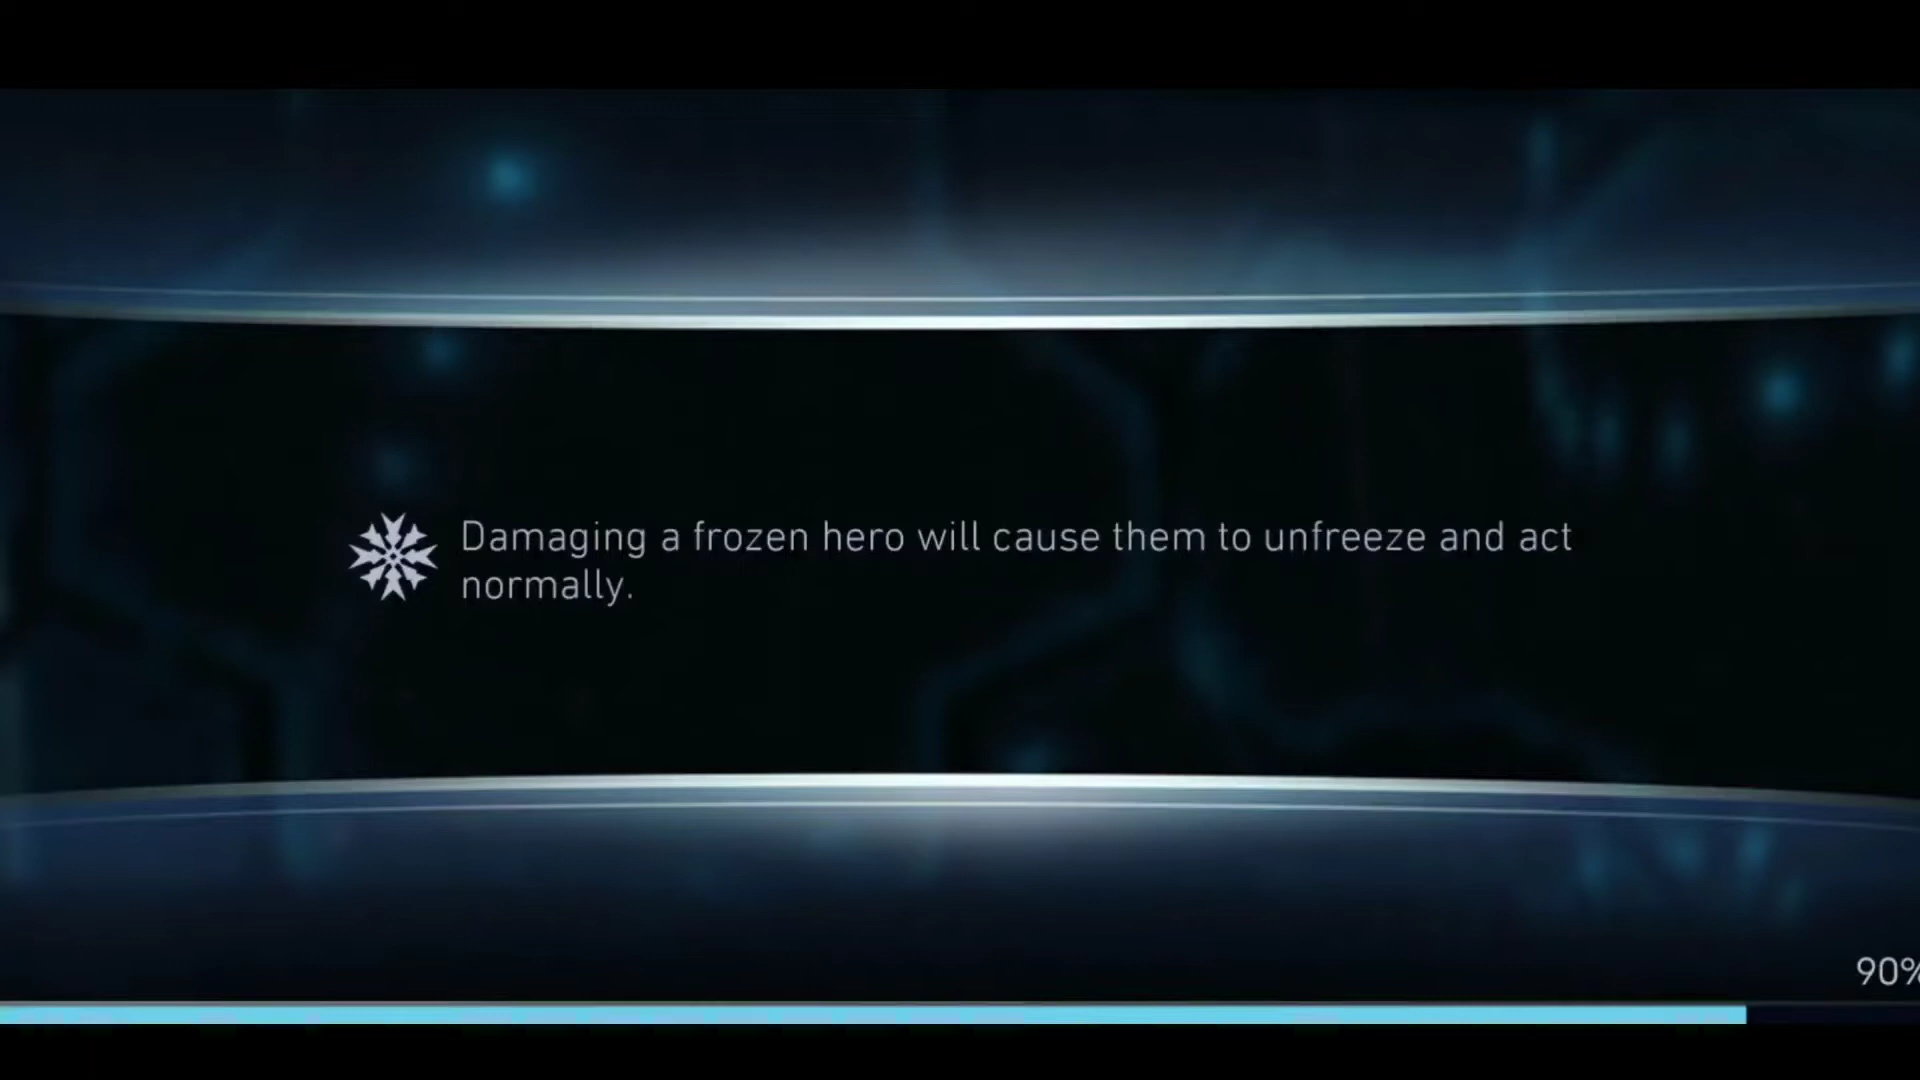 Damaging a frozen hero will cause them to unfreeze and act
normally.
90%